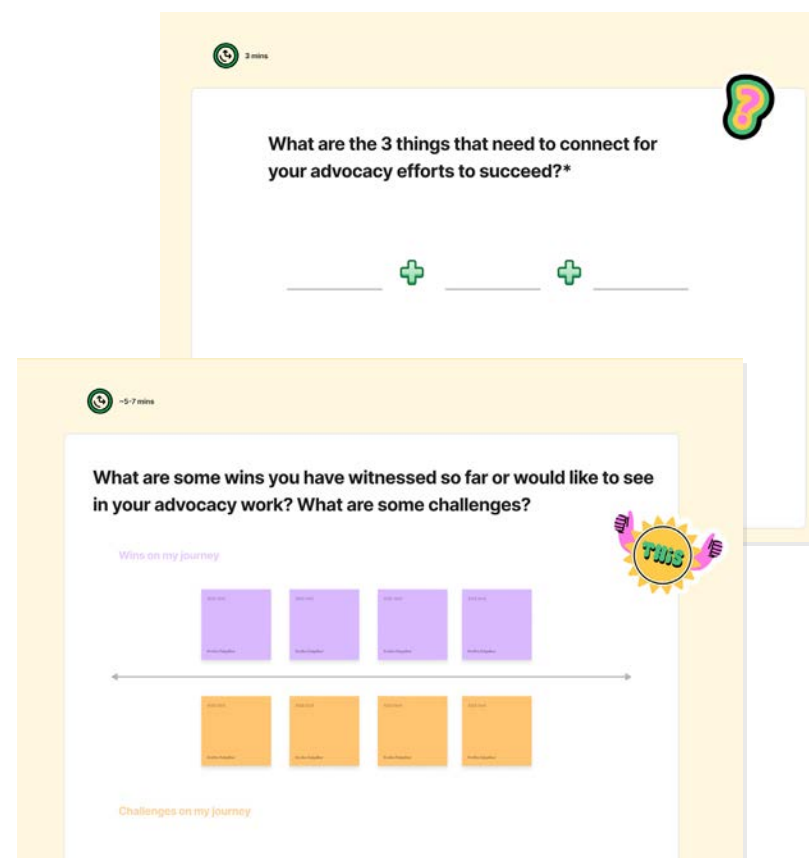 3 mins
What are the 3 things that need to connect for
your advocacy efforts to succeed?*
~5-7 mins
What are some wins you have witnessed so far or would like to see
in your advocacy work? What are some challenges?
THiS
Wins on my journey
Challenges on my journey